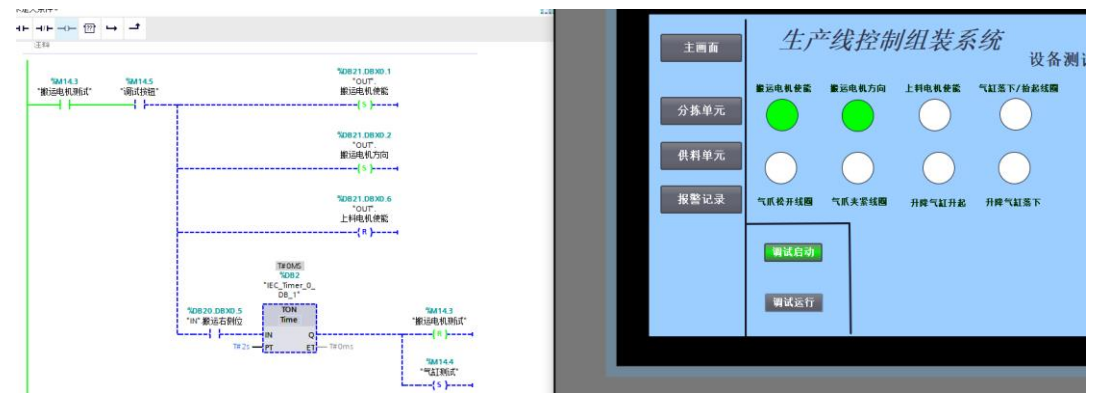 注释
%M14.3
"搬运电机测试"
%M14.5
"调试按钮"
%DB21.DBX0.1
"OUT".
搬运电机使能
S
%DB21.DBX0.2
"OUT".
搬运电机方向
S
%DB21.DBX0.6
"OUT".
上料电机使能
R
T#0MS
%DB2
"IEC_Timer_0_
DB_1"
TON
Time
%DB20.DBX0.5
"IN".搬运右侧位
IN
Q
T#2s
PT
ET
T#0ms
%M14.3
"搬运电机测试"
R
%M14.4
"气缸测试"
S
主画面
分拣单元
供料单元
报警记录
生产线控制组装系统
设备测试
搬运电机使能
搬运电机方向
上料电机使能
气缸落下/抬起线圈
气爪松开线圈
气爪夹紧线圈
升降气缸升起
升降气缸落下
调试启动
调试运行